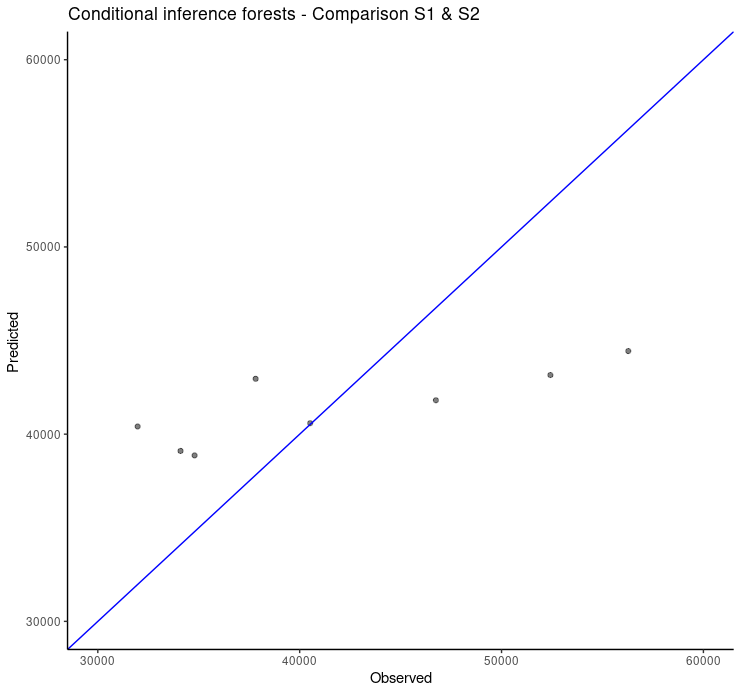 Conditional inference forests - Comparison S1 & S2
60000
50000
40000
30000
Predicted
30000 40000 50000 60000
Observed